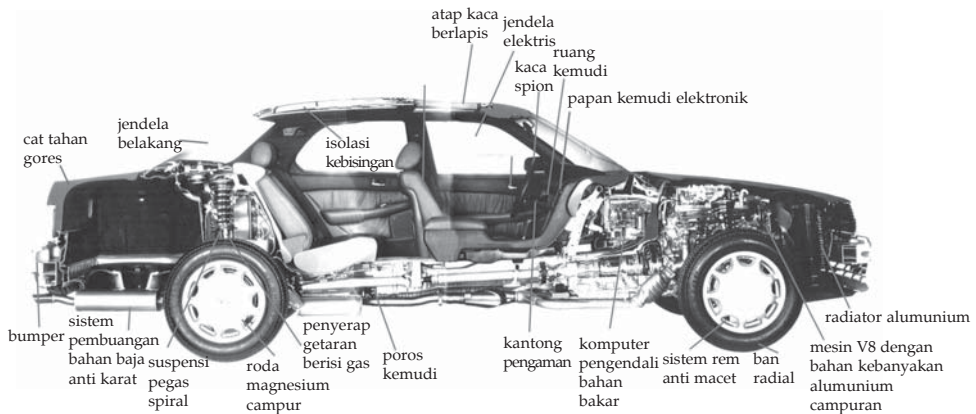 atap kaca
berlapis
jendela
elektris
kaca
spion
ruang
kemudi
papan kemudi elektronik
jendela
belakang
cat tahan
gores
isolasi
kebisingan
bumper
sistem
pembuangan
bahan baja
anti karat
suspensi
pegas
spiral
roda
magnesium
campur
penyerap
getaran
berisi gas
poros
kemudi
kantong
pengaman
komputer
pengendali
bahan
bakar
sistem rem
anti macet
ban
radial
radiator alumunium
mesin V8 dengan
bahan kebanyakan
alumunium
campuran